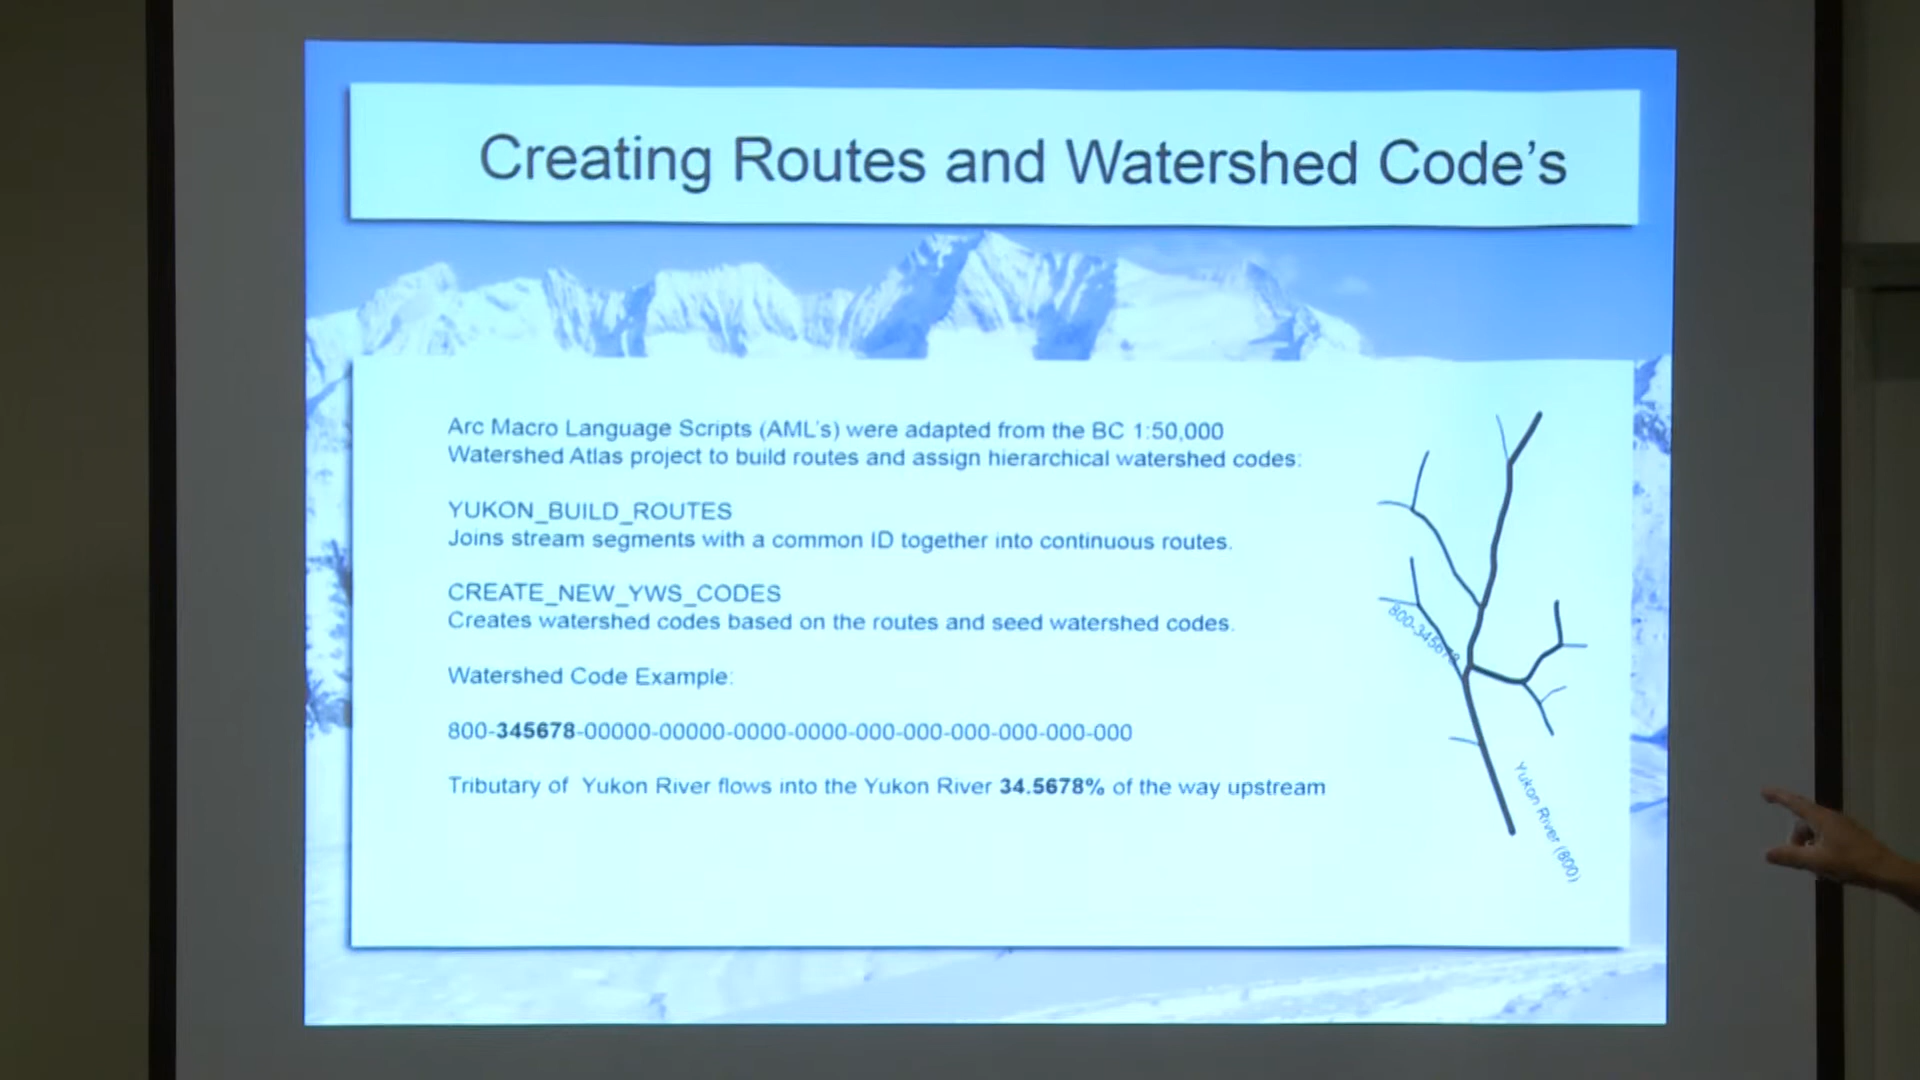 Creating Routes and Watershed Code's
Arc Macro Language Scripts (AML's) were adapted from the BC 1:50,000
Watershed Atlas project to build routes and assign hierarchical watershed codes:
YUKON_BUILD_ROUTES
Joins stream segments with a common ID together into continuous routes.
CREATE_NEW_YWS_CODES
Creates watershed codes based on the routes and seed watershed codes.
Watershed Code Example:
800-345678-00000-00000-0000-0000-000-000-000-000-000-000
Tributary of Yukon River flows into the Yukon River 34.5678% of the way upstream
800-345678
Yukon River (800)